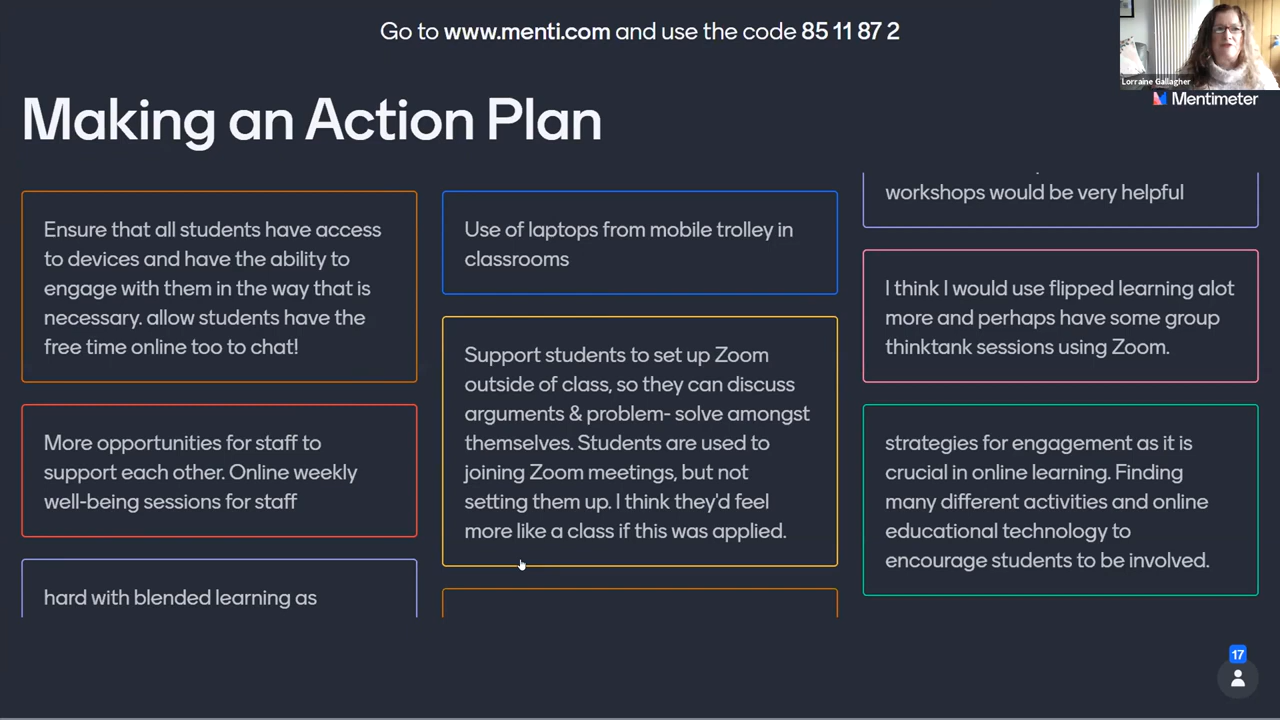 Go to www.menti.com and use the code 85 11 87 2
Lorraine Gallagher
Mentimeter
Making an Action Plan
Ensure that all students have access
to devices and have the ability to
engage with them in the way that is
necessary. allow students have the
free time online too to chat!
More opportunities for staff to
support each other. Online weekly
well-being sessions for staff
hard with blended learning as
Use of laptops from mobile trolley in
classrooms
Support students to set up Zoom
outside of class, so they can discuss
arguments & problem- solve amongst
themselves. Students are used to
joining Zoom meetings, but not
setting them up. I think they'd feel
more like a class if this was applied.
workshops would be very helpful
I think I would use flipped learning alot
more and perhaps have some group
thinktank sessions using Zoom.
strategies for engagement as it is
crucial in online learning. Finding
many different activities and online
educational technology to
encourage students to be involved.
17